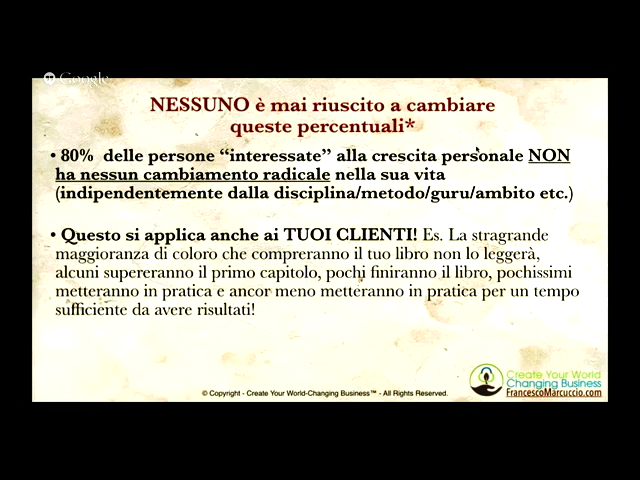 Google
NESSUNO è mai riuscito a cambiare
queste percentuali*
• 80% delle persone “interessate” alla crescita personale NON
ha nessun cambiamento radicale nella sua vita
(indipendentemente dalla disciplina/metodo/guru/ambito etc.)
• Questo si applica anche ai TUOI CLIENTI! Es. La stragrande
maggioranza di coloro che compreranno il tuo libro non lo leggerà,
alcuni supereranno il primo capitolo, pochi finiranno il libro, pochissimi
metteranno in pratica e ancor meno metteranno in pratica per un tempo
sufficiente da avere risultati!
Create Your World
Changing Business
FrancescoMarcuccio.com
© Copyright - Create Your World-Changing Business™ - All Rights Reserved.